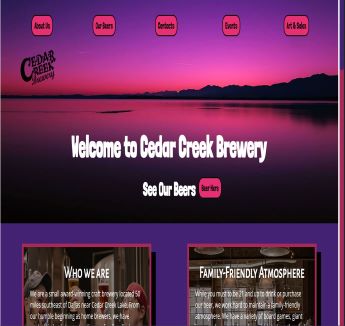 About Us
Our Beers
Contacts
Events
Art & Sales
CEDAR
CREEK
Brewery
Welcome to Cedar Creek Brewery
See Our Beers
Beer Here
WHO WE ARE
We are a small award-winning craft brewery located 50
miles southeast of Dallas near Cedar Creek Lake. From
our humble beginning as home brewers, we have
FAMILY-FRIENDLY ATMOSPHERE
While you must be 21 and up to drink or purchase
our beer, we work hard to maintain a family-friendly
atmosphere. We have a variety of board games, giant